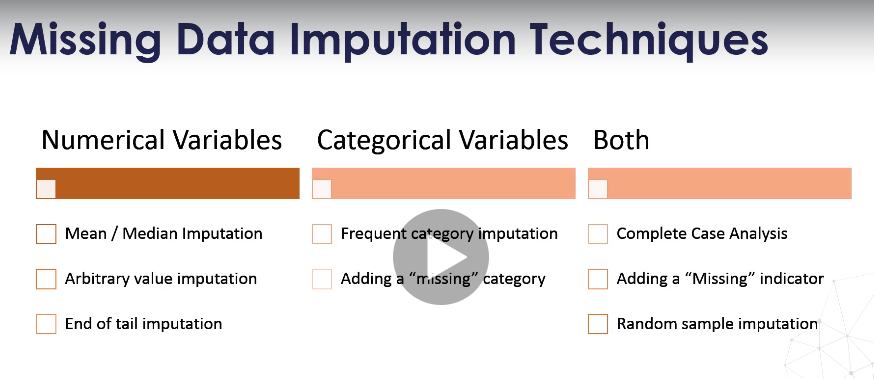 Missing Data Imputation Techniques
Numerical Variables
Mean / Median Imputation
Arbitrary value imputation
End of tail imputation
Categorical Variables
Frequent category imputation
Adding a “missing” category
Both
Complete Case Analysis
Adding a “Missing” indicator
Random sample imputation